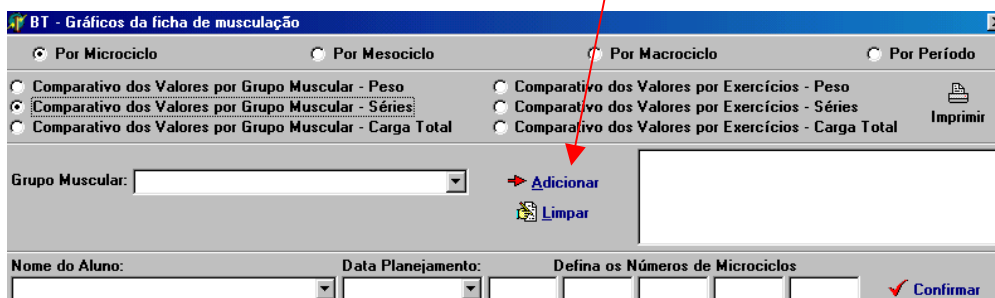 BT - Gráficos da ficha de musculação
Por Microciclo Por Mesociclo Por Macrociclo Por Período
Comparativo dos Valores por Grupo Muscular - Peso Comparativo dos Valores por Exercícios - Peso
Comparativo dos Valores por Grupo Muscular - Séries Comparativo dos Valores por Exercícios - Séries
Comparativo dos Valores por Grupo Muscular - Carga Total Comparativo dos Valores por Exercícios - Carga Total
Imprimir
Grupo Muscular: Adicionar
Limpar
Nome do Aluno: Data Planejamento: Defina os Números de Microciclos
Confirmar